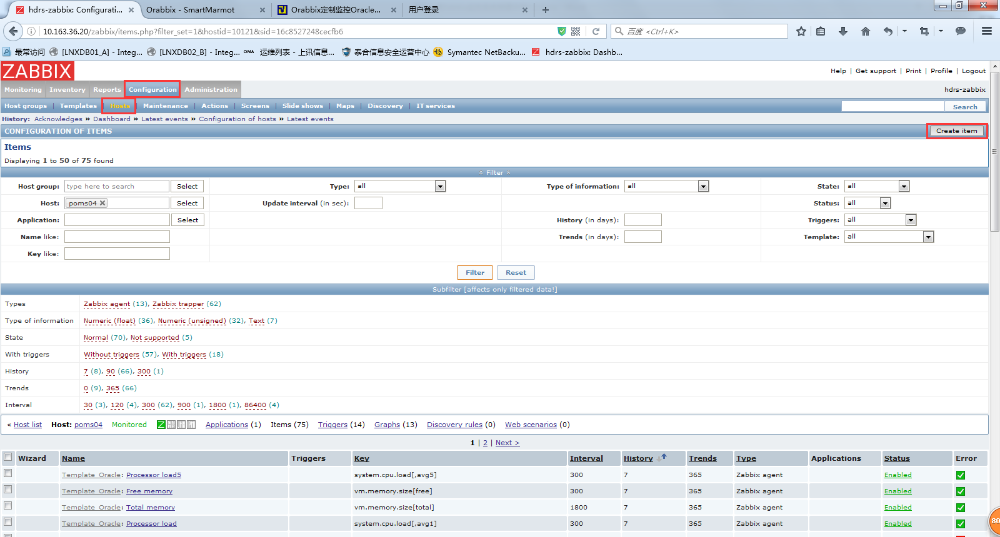 hdrs-zabbix: Configurati...
Orabbix - SmartMarmot
Orabbix定制监控Oracle...
用户登录
10.163.36.20/zabbix/items.php?filter_set=1&hostid=10121&sid=16c8527248cecfb6
百度 <Ctrl+K>
最常访问 [LNXDB01_A] - Integ... [LNXDB02_B] - Integ... OMA 运维列表 - 上讯信息... 泰合信息安全运营中心 Symantec NetBacku... hdrs-zabbix: Dashb...
ZABBIX
Help | Get support | Print | Profile | Logout
Monitoring Inventory Reports Configuration Administration
hdrs-zabbix
Host groups | Templates | Hosts | Maintenance | Actions | Screens | Slide shows | Maps | Discovery | IT services
Search
History: Acknowledges » Dashboard » Latest events » Configuration of hosts » Latest events
CONFIGURATION OF ITEMS
Create item
Items
Displaying 1 to 50 of 75 found
Filter
Host group: type here to search Select Type: all Type of information: all State: all
Host: poms04 Select Update interval (in sec): Status: all
Application: Select History (in days): Triggers: all
Name like: Trends (in days): Template: all
Key like:
Filter Reset
Subfilter [affects only filtered data!]
Types Zabbix agent (13), Zabbix trapper (62)
Type of information Numeric (float) (36), Numeric (unsigned) (32), Text (7)
State Normal (70), Not supported (5)
With triggers Without triggers (57), With triggers (18)
History 7 (8), 90 (66), 300 (1)
Trends 0 (9), 365 (66)
Interval 30 (3), 120 (4), 300 (62), 900 (1), 1800 (1), 86400 (4)
« Host list Host: poms04 Monitored Z Applications (1) Items (75) Triggers (14) Graphs (13) Discovery rules (0) Web scenarios (0)
1 | 2 | Next >
Wizard Name Triggers Key Interval History Trends Type Applications Status Error
Template Oracle: Processor load5 system.cpu.load[,avg5] 300 7 365 Zabbix agent Enabled
Template Oracle: Free memory vm.memory.size[free] 300 7 365 Zabbix agent Enabled
Template Oracle: Total memory vm.memory.size[total] 1800 7 365 Zabbix agent Enabled
Template Oracle: Processor load system.cpu.load[,avg1] 300 7 365 Zabbix agent Enabled
80